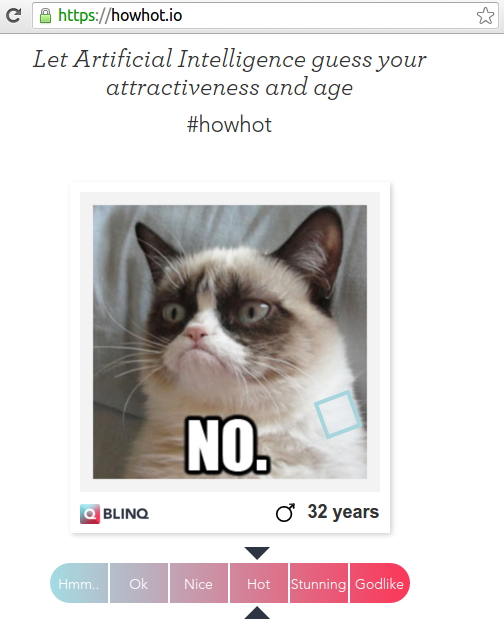 https://howhot.io
Let Artificial Intelligence guess your
attractiveness and age
#howhot
NO.
BLINQ
♂ 32 years
Hmm.. Ok Nice Hot Stunning Godlike